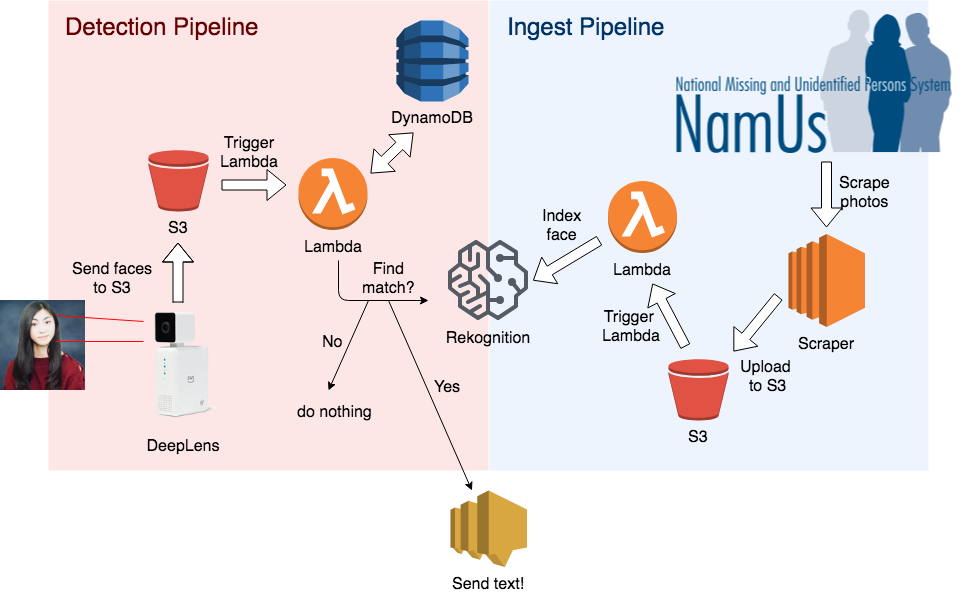 Detection Pipeline
Ingest Pipeline
National Missing and Unidentified Persons System
NamUs
DynamoDB
Trigger
Lambda
S3
Lambda
Send faces
to S3
Find
match?
No
do nothing
Yes
DeepLens
Rekognition
Index
face
Lambda
Scrape
photos
Scraper
Trigger
Lambda
Upload
to S3
S3
Send text!